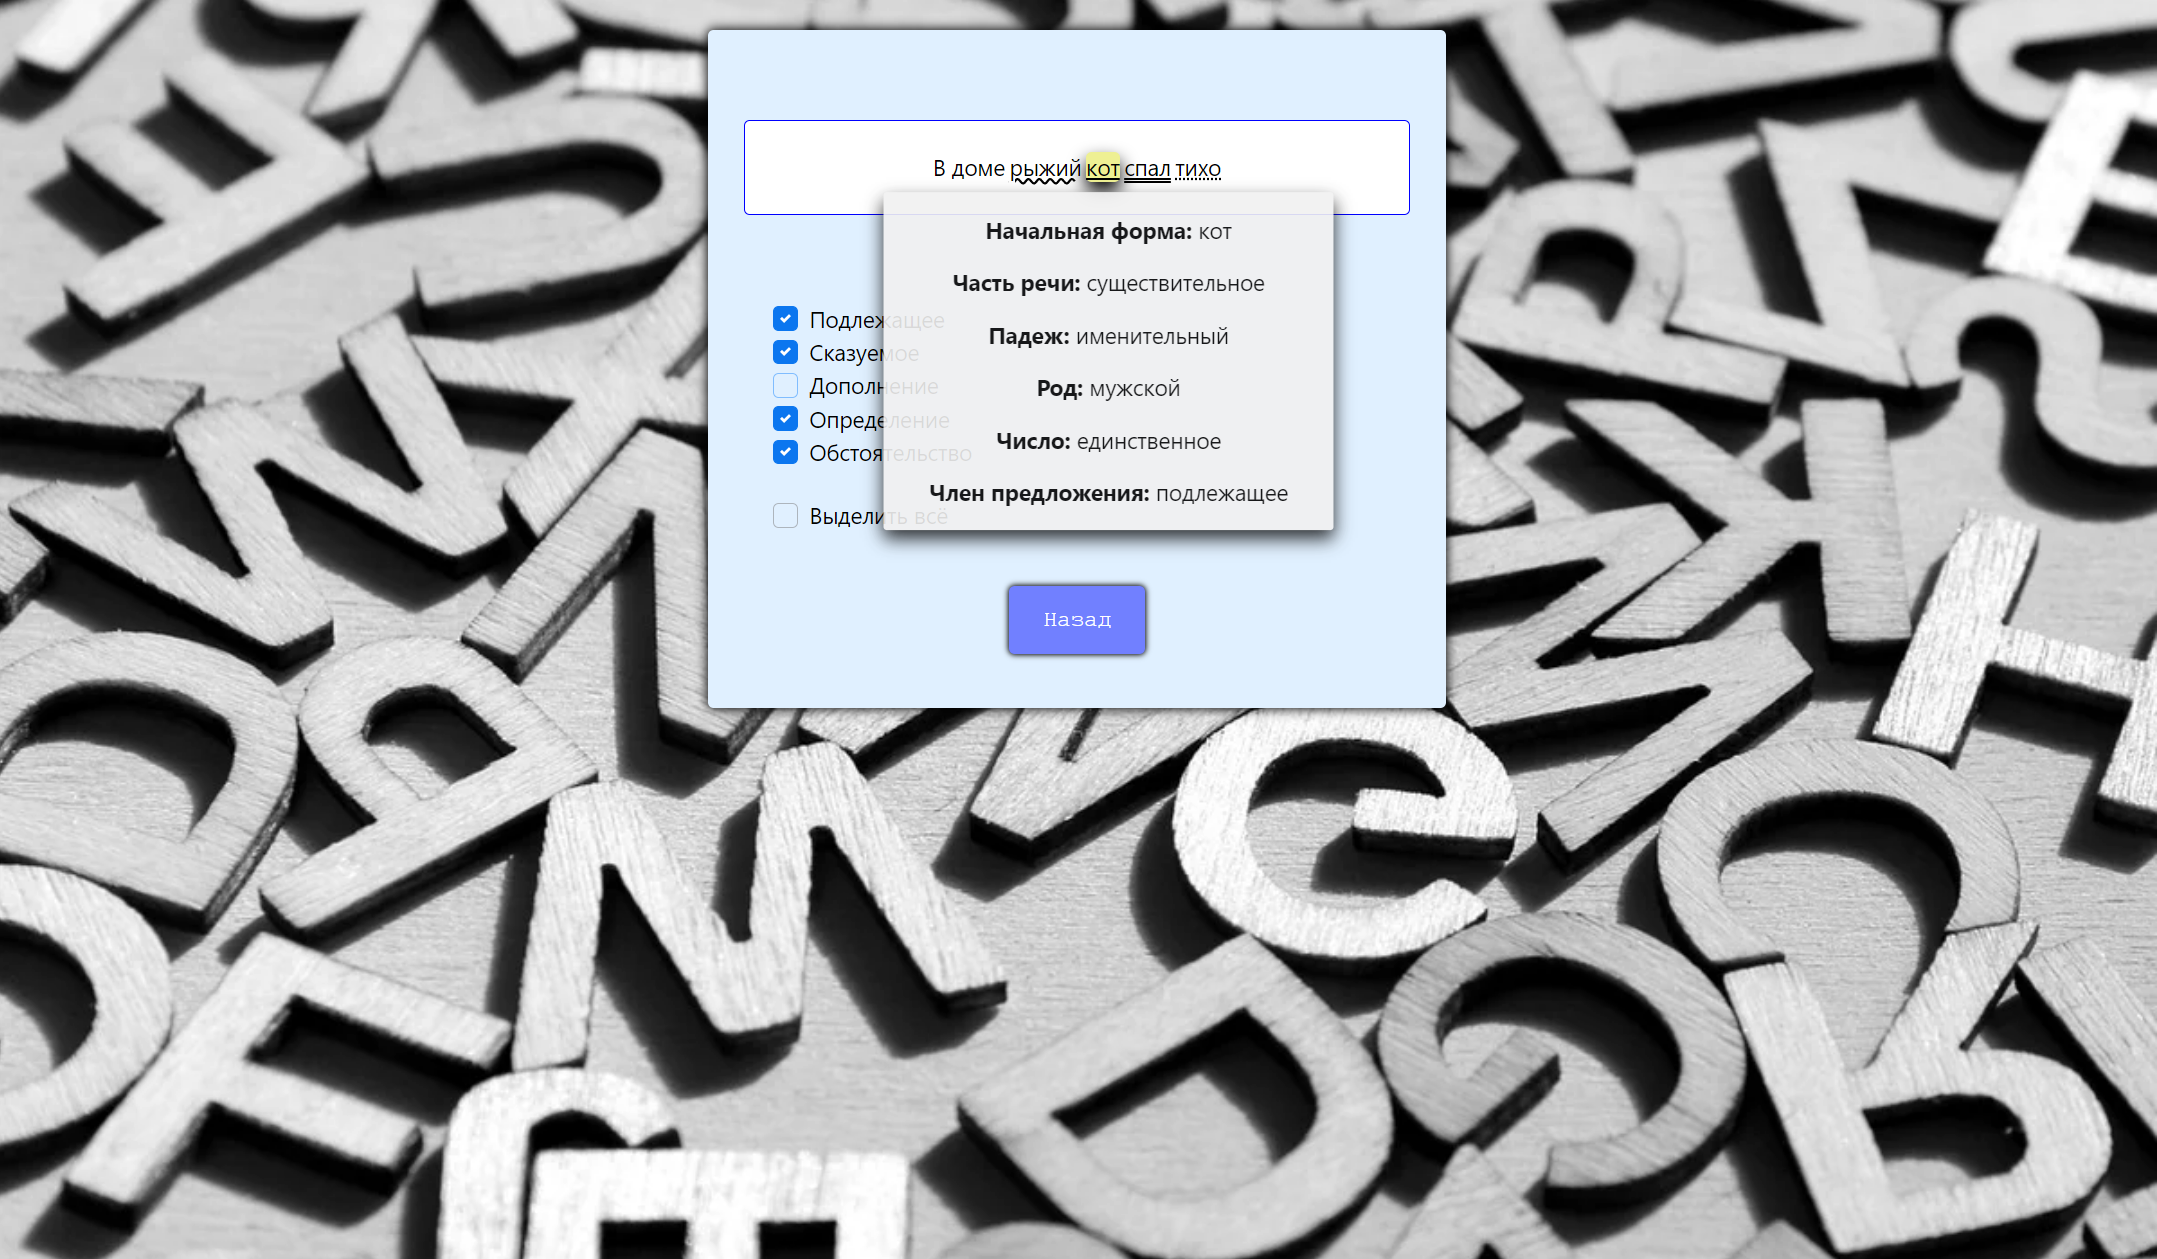 В доме рыжий кот спал тихо
Начальная форма: кот
Часть речи: существительное
Падеж: именительный
Род: мужской
Число: единственное
Член предложения: подлежащее
Подлежащее
Сказуемое
Дополнение
Определение
Обстоятельство
Выделить всё
Назад